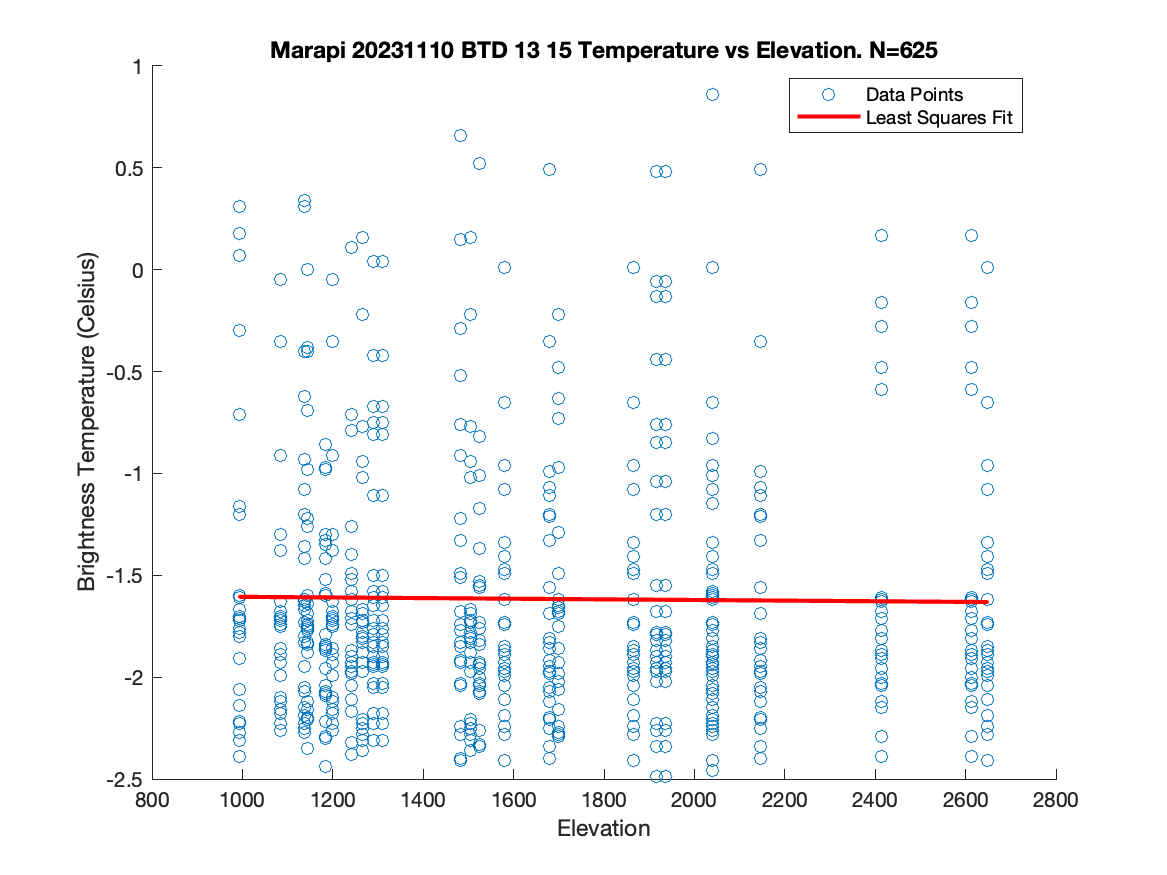 Marapi 20231110 BTD 13 15 Temperature vs Elevation. N=625
Data Points
Least Squares Fit
1
0.5
0
-0.5
-1
-1.5
-2
-2.5
Brightness Temperature (Celsius)
800 1000 1200 1400 1600 1800 2000 2200 2400 2600 2800
Elevation